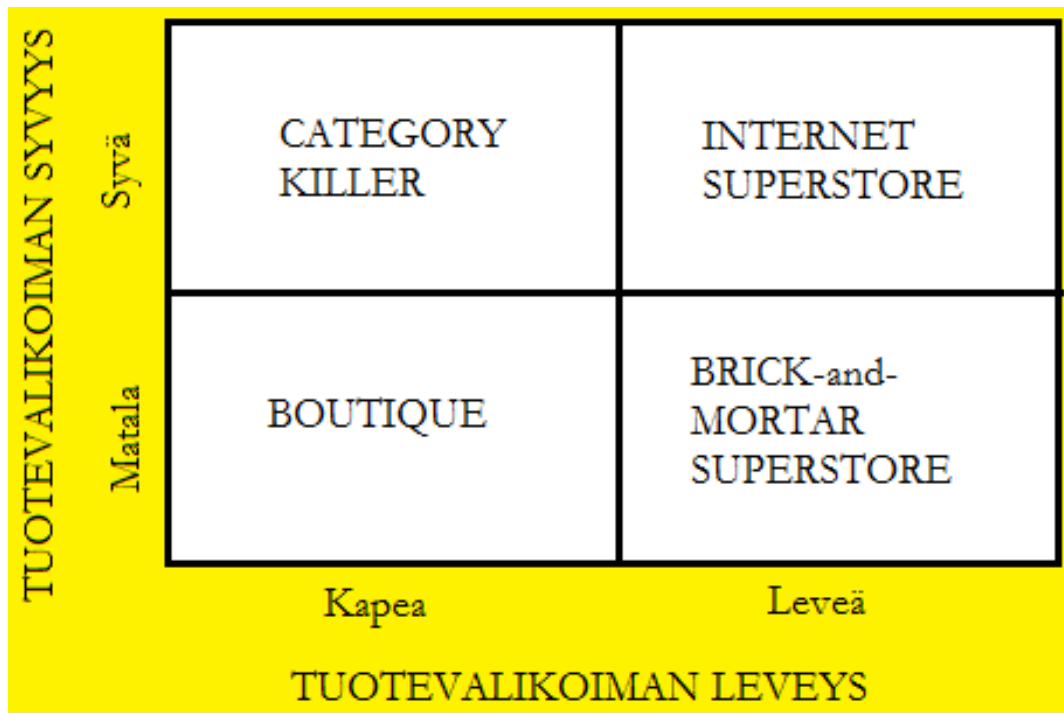 TUOTEVALIKOIMAN SYVYYS
Syvä
CATEGORY
KILLER
INTERNET
SUPERSTORE
Matala
BOUTIQUE
BRICK-and-
MORTAR
SUPERSTORE
Kapea
Leveä
TUOTEVALIKOIMAN LEVEYS